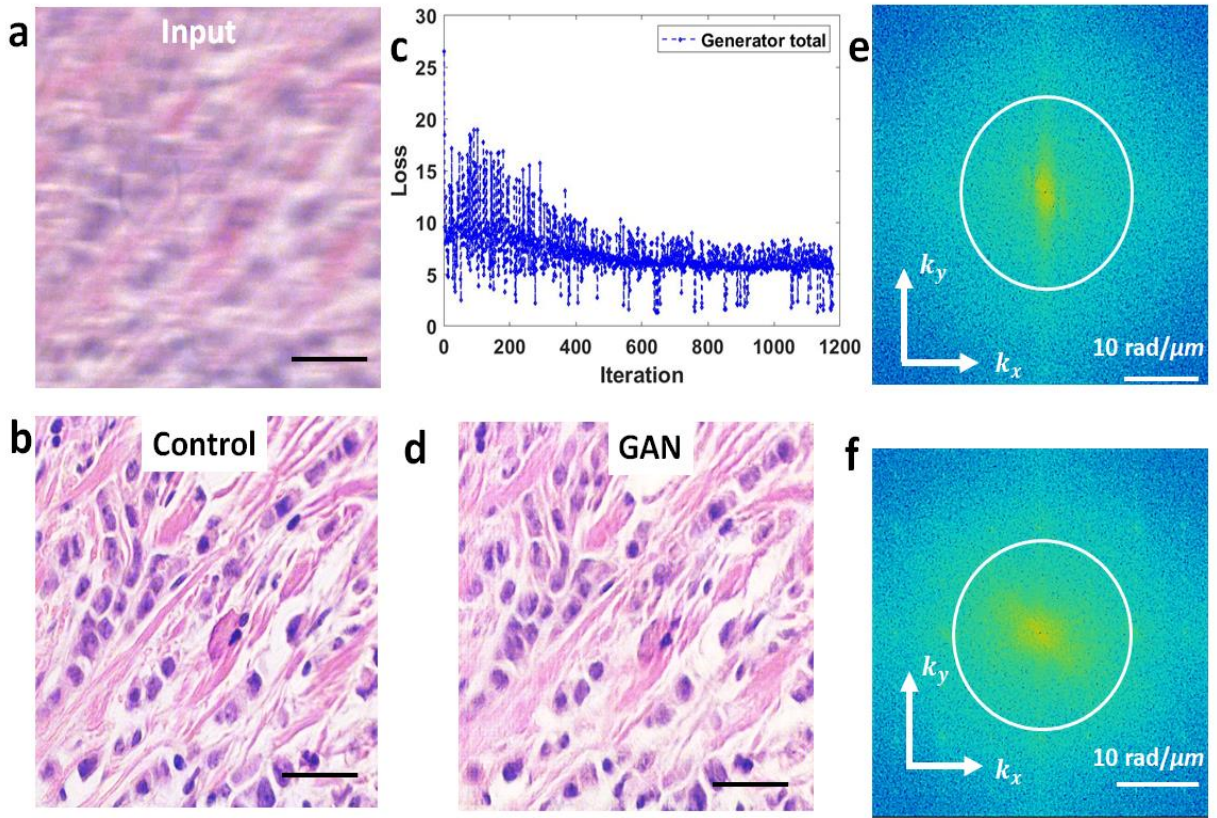 a
Input
c
30
25
20
15
10
5
0
Loss
0
200
400
600
800
1000
1200
Iteration
Generator total
e
k_y
k_x
10 rad/μm
b
Control
d
GAN
f
k_y
k_x
10 rad/μm